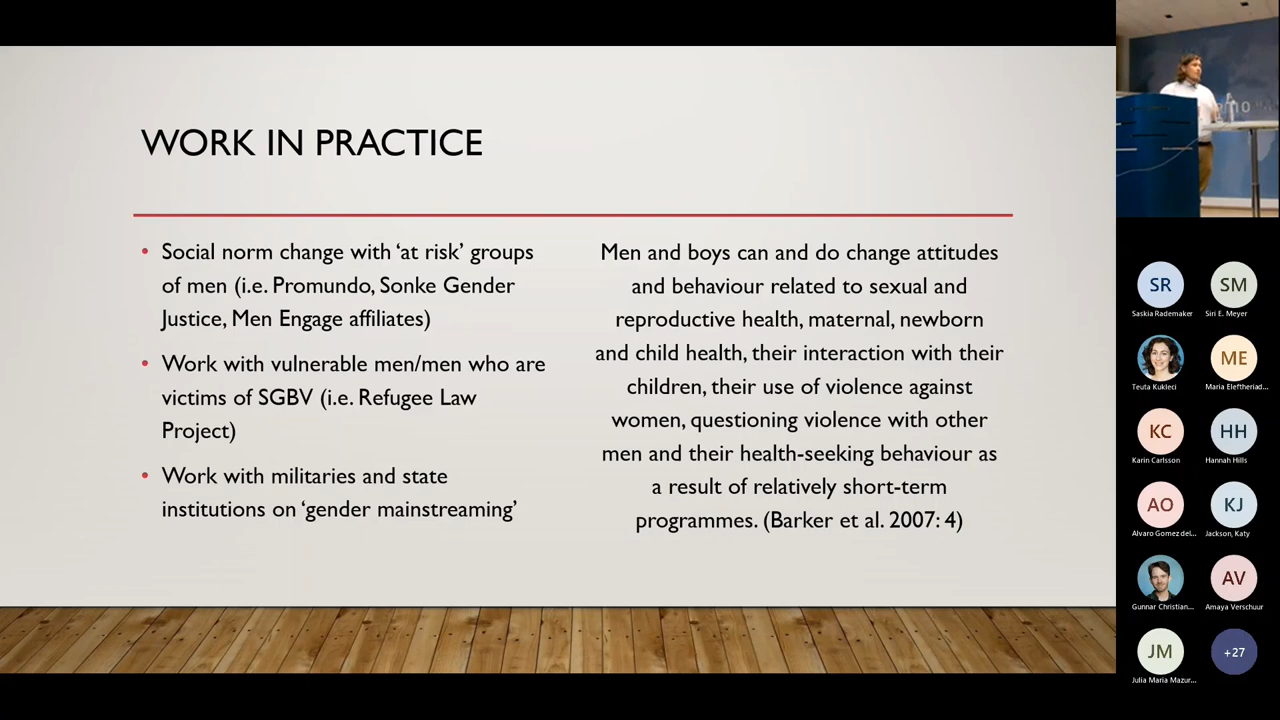 WORK IN PRACTICE
• Social norm change with ‘at risk’ groups
of men (i.e. Promundo, Sonke Gender
Justice, Men Engage affiliates)
• Work with vulnerable men/men who are
victims of SGBV (i.e. Refugee Law
Project)
• Work with militaries and state
institutions on ‘gender mainstreaming’
Men and boys can and do change attitudes
and behaviour related to sexual and
reproductive health, maternal, newborn
and child health, their interaction with their
children, their use of violence against
women, questioning violence with other
men and their health-seeking behaviour as
a result of relatively short-term
programmes. (Barker et al. 2007: 4)
SR
Saskia Rademaker
SM
Siri E. Meyer
Teuta Kukleci
ME
Maria Eleftheriad...
KC
Karin Carlsson
HH
Hannah Hills
AO
Alvaro Gomez del...
KJ
Jackson, Katy
Gunnar Christian...
AV
Amaya Verschuur
JM
Julia Maria Mazur...
+27